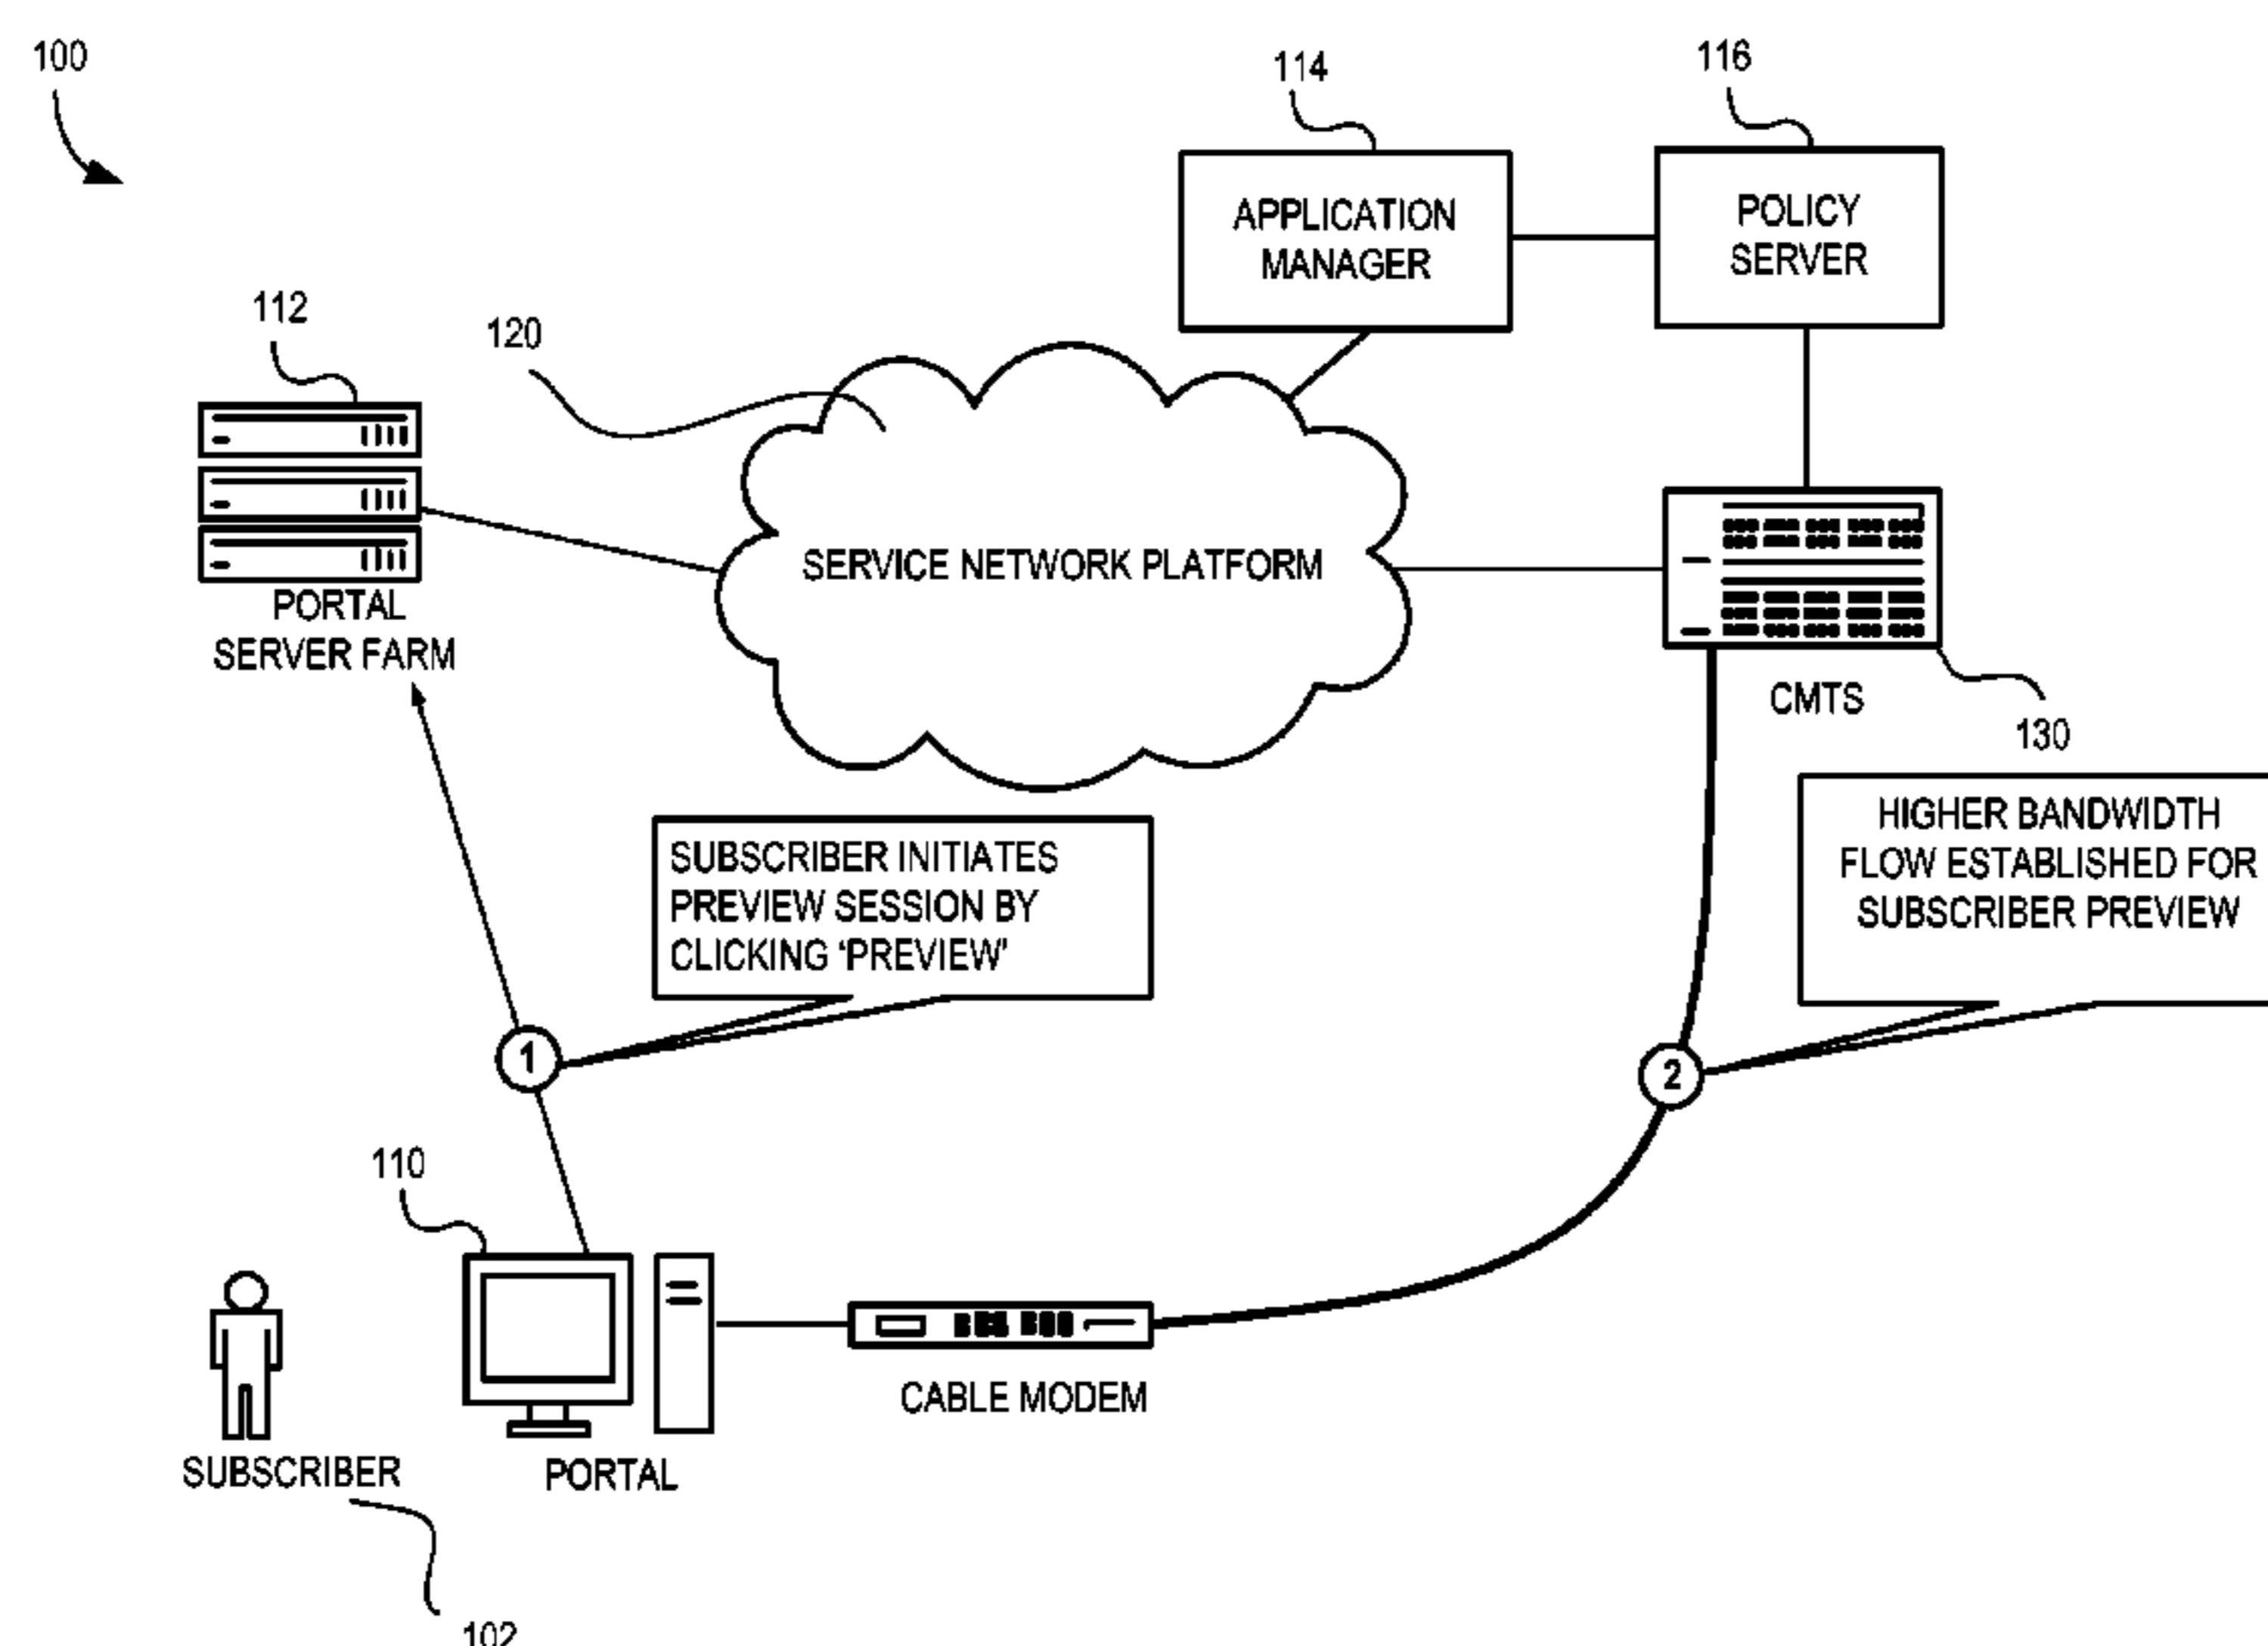 100
114
116
APPLICATION
MANAGER
POLICY
SERVER
112
120
PORTAL
SERVER FARM
SERVICE NETWORK PLATFORM
CMTS
130
SUBSCRIBER INITIATES
PREVIEW SESSION BY
CLICKING 'PREVIEW'
HIGHER BANDWIDTH
FLOW ESTABLISHED FOR
SUBSCRIBER PREVIEW
1
2
110
CABLE MODEM
SUBSCRIBER
PORTAL
102